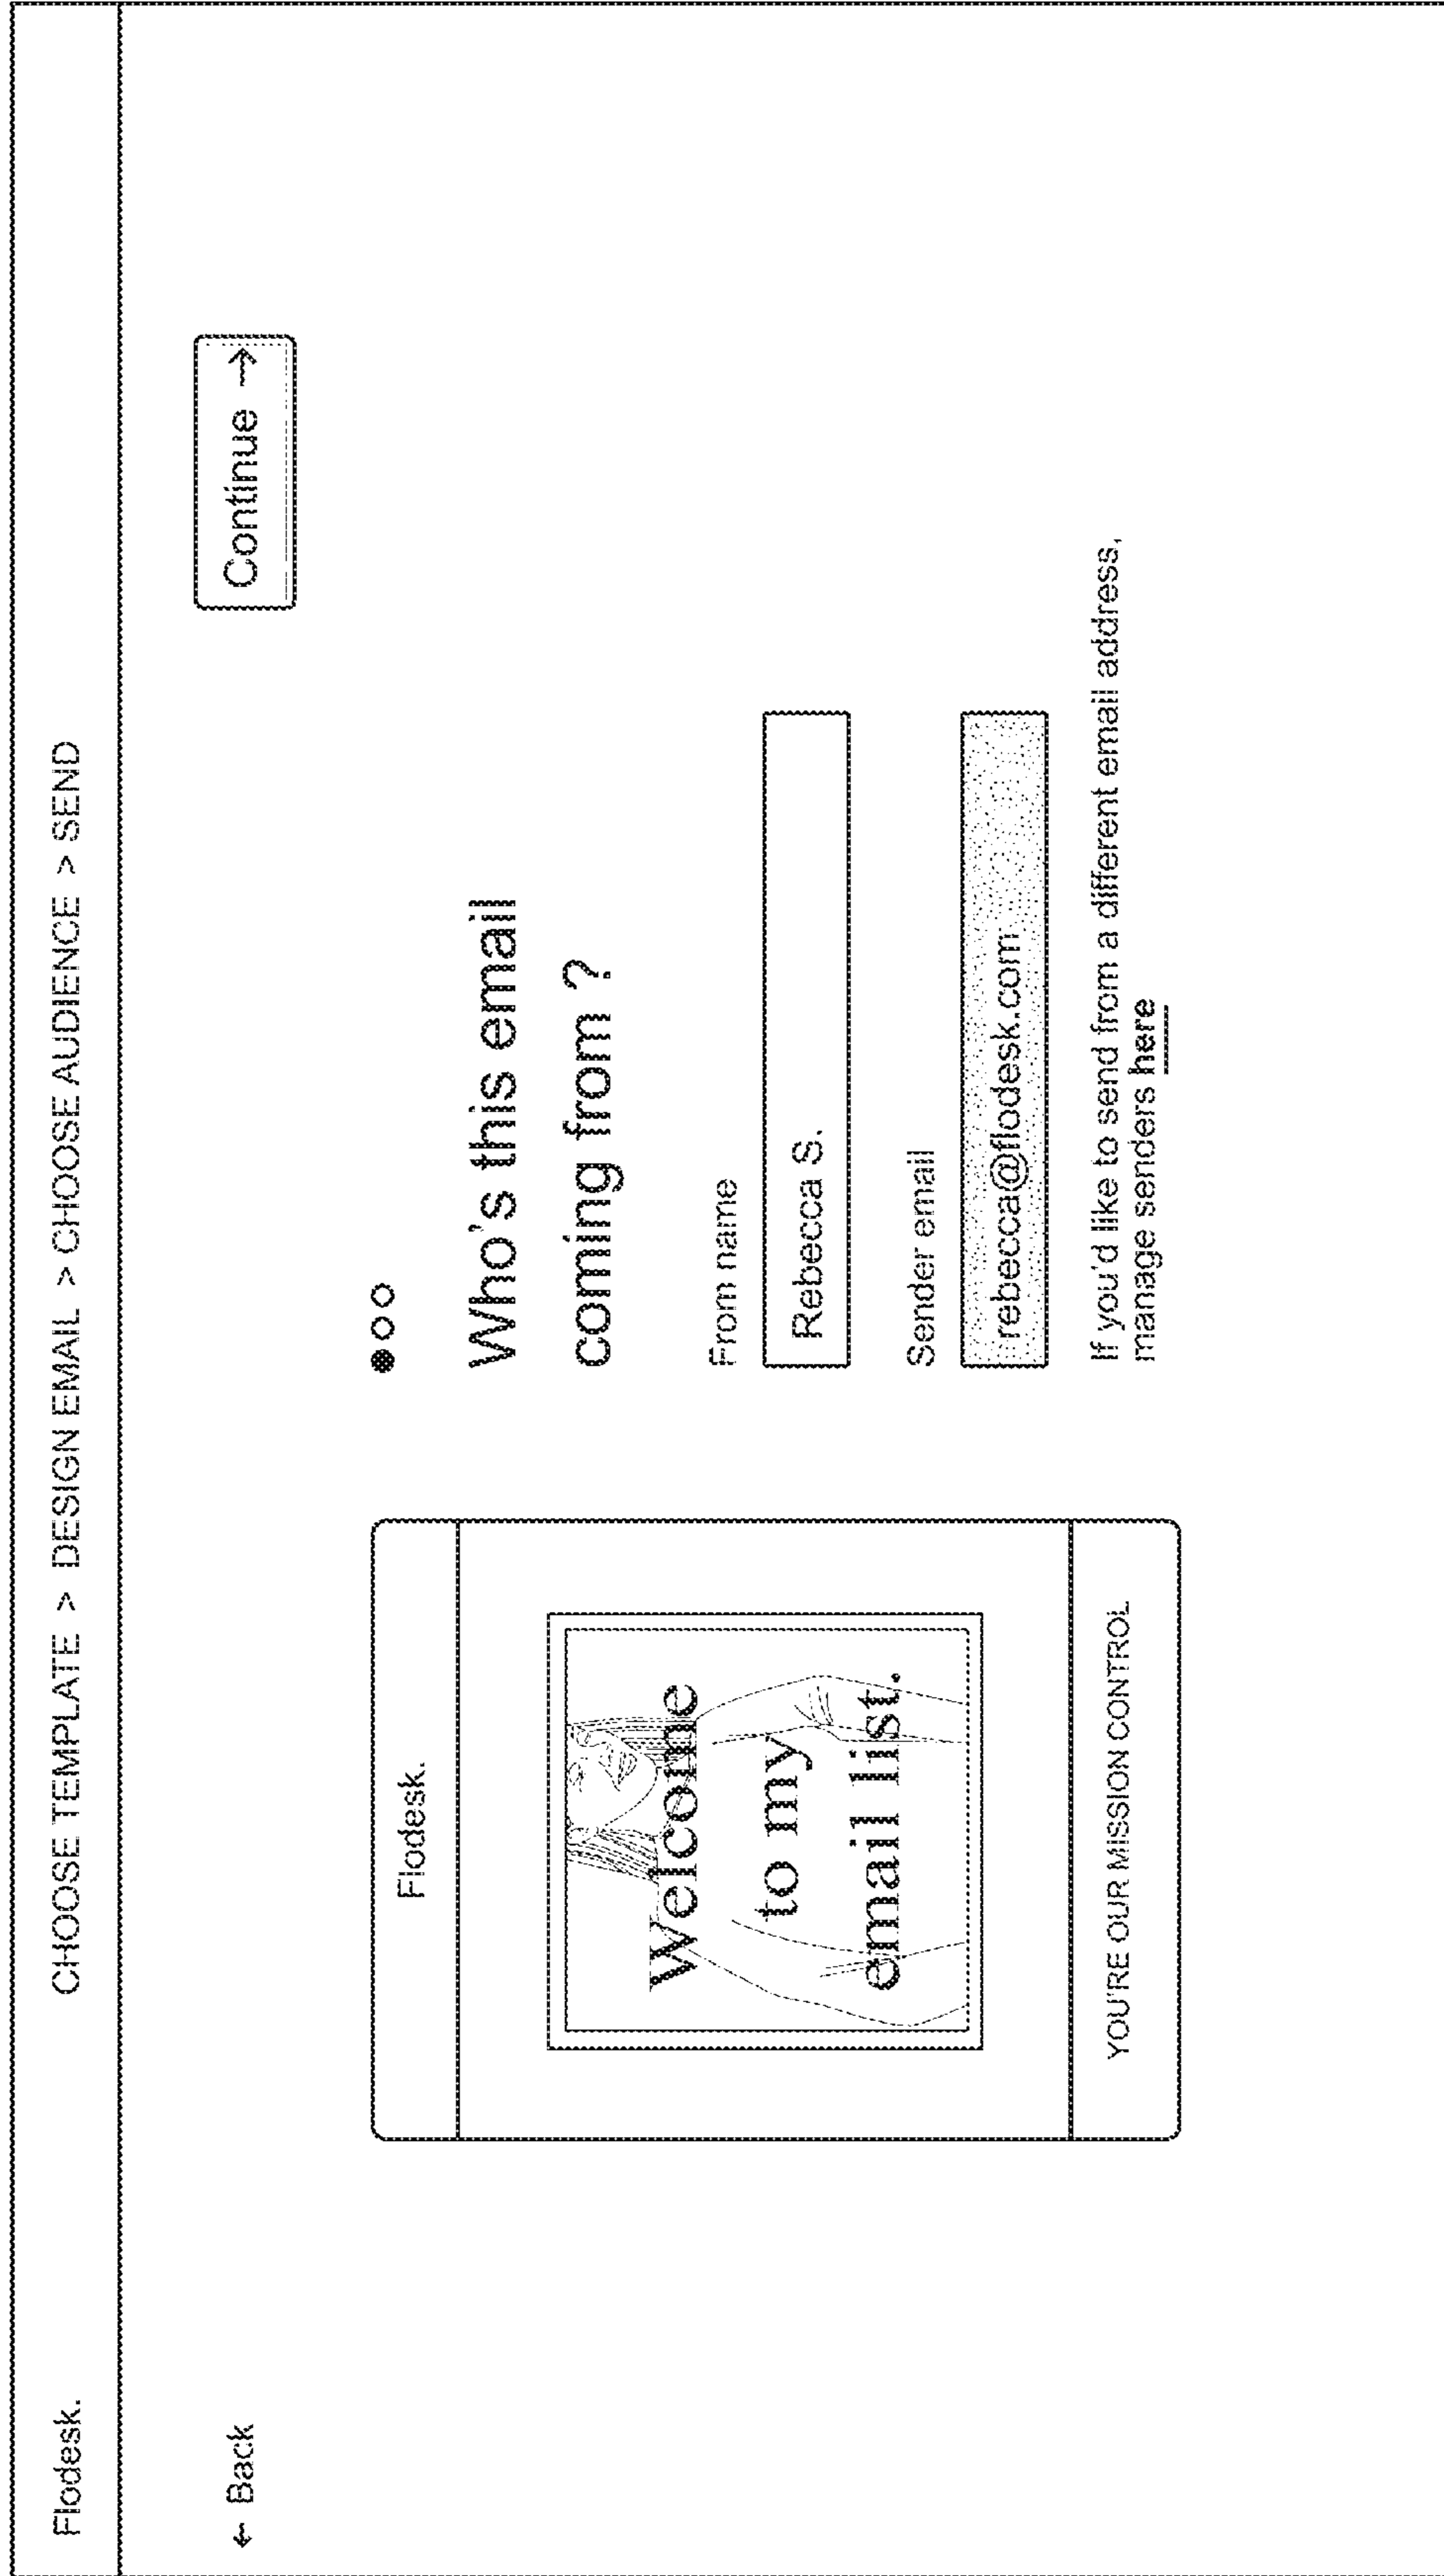 Flodesk.
CHOOSE TEMPLATE > DESIGN EMAIL > CHOOSE AUDIENCE > SEND
← Back
Continue →
Flodesk.
Welcome
to my
email list.
YOU'RE OUR MISSION CONTROL
Who's this email
coming from ?
From name
Rebecca S.
Sender email
rebecca@flodesk.com
If you'd like to send from a different email address,
manage senders here